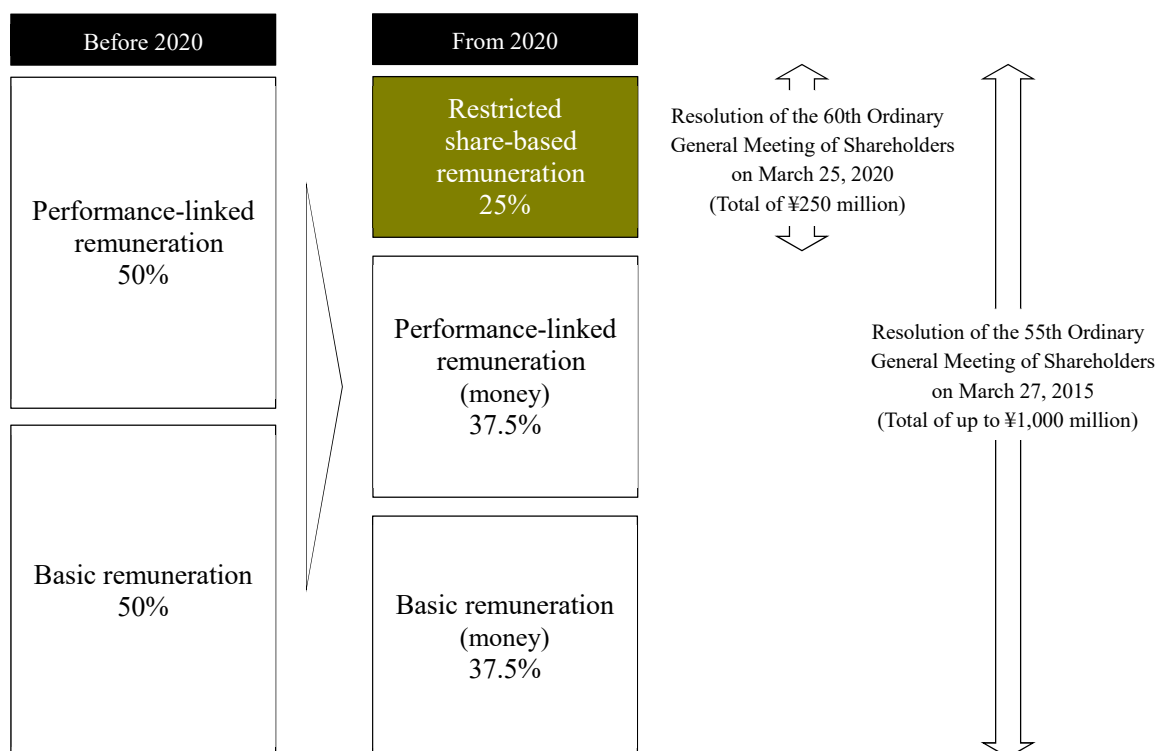 Before 2020
Performance-linked
remuneration
50%
Basic remuneration
50%
From 2020
Restricted
share-based
remuneration
25%
Performance-linked
remuneration
(money)
37.5%
Basic remuneration
(money)
37.5%
Resolution of the 60th Ordinary
General Meeting of Shareholders
on March 25, 2020
(Total of ¥250 million)
Resolution of the 55th Ordinary
General Meeting of Shareholders
on March 27, 2015
(Total of up to ¥1,000 million)